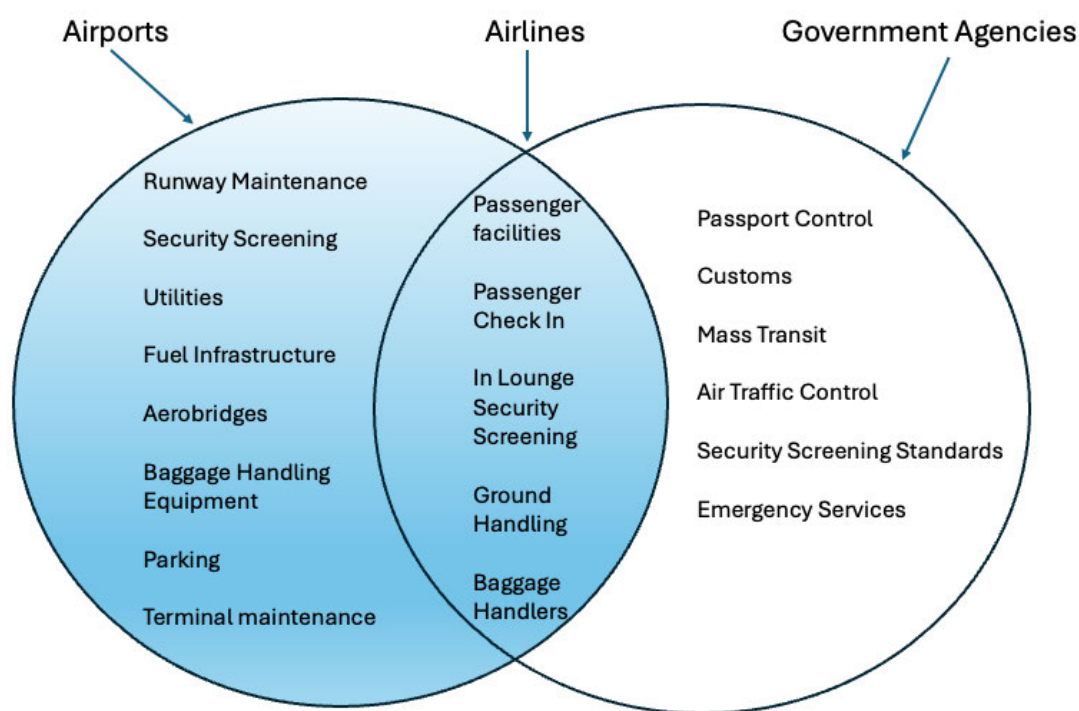 Airports
Airlines
Government Agencies
Runway Maintenance
Security Screening
Utilities
Fuel Infrastructure
Aerobridges
Baggage Handling
Equipment
Parking
Terminal maintenance
Passenger
facilities
Passenger
Check In
In Lounge
Security
Screening
Ground
Handling
Baggage
Handlers
Passport Control
Customs
Mass Transit
Air Traffic Control
Security Screening Standards
Emergency Services